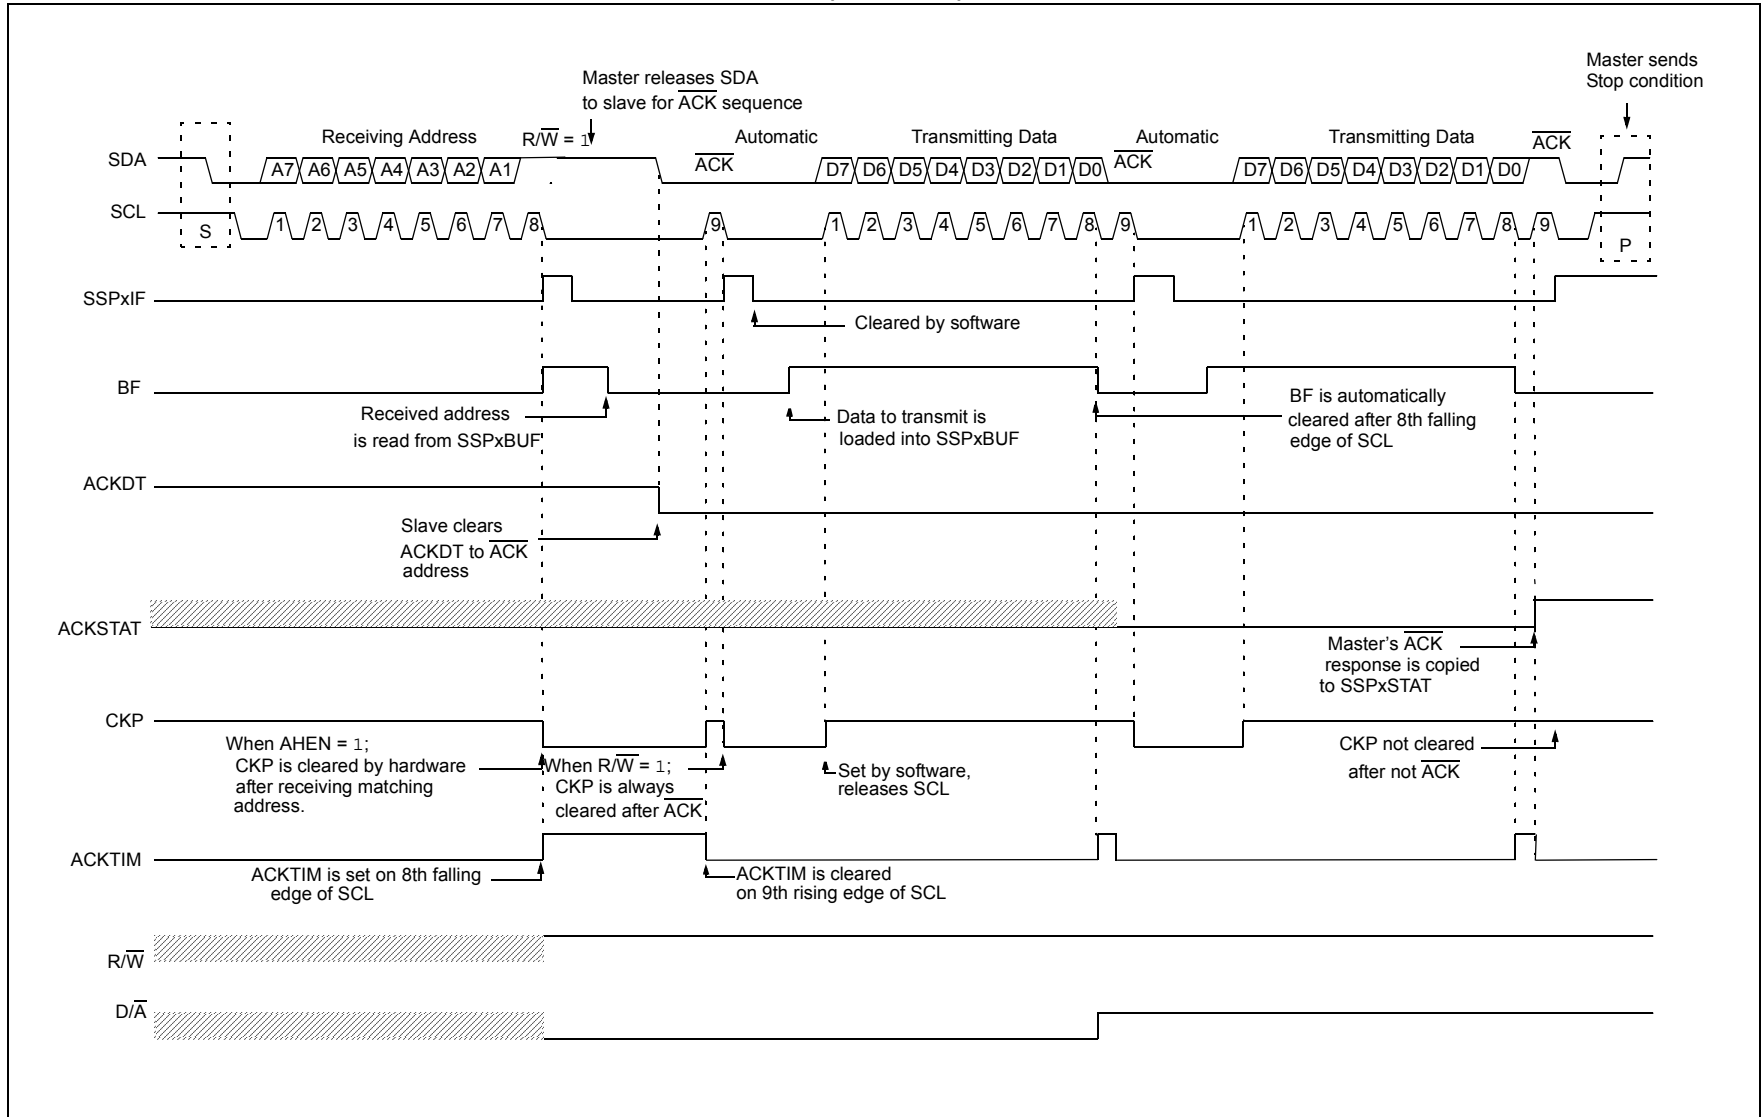 Master sends
Stop condition
Master releases SDA
to slave for A̅C̅K̅ sequence
Receiving Address
R/W̅ = 1
Automatic
Transmitting Data
Automatic
Transmitting Data
A̅C̅K̅
SDA
A7 A6 A5 A4 A3 A2 A1
A̅C̅K̅
D7 D6 D5 D4 D3 D2 D1 D0
A̅C̅K̅
D7 D6 D5 D4 D3 D2 D1 D0
SCL
S
1 2 3 4 5 6 7 8
9
1 2 3 4 5 6 7 8 9
1 2 3 4 5 6 7 8 9
P
SSPxIF
Cleared by software
BF
Received address
is read from SSPxBUF
Data to transmit is
loaded into SSPxBUF
BF is automatically
cleared after 8th falling
edge of SCL
ACKDT
Slave clears
ACKDT to A̅C̅K̅
address
ACKSTAT
Master's A̅C̅K̅
response is copied
to SSPxSTAT
CKP
When AHEN = 1;
CKP is cleared by hardware
after receiving matching
address.
When R/W̅ = 1;
CKP is always
cleared after A̅C̅K̅
Set by software,
releases SCL
CKP not cleared
after not A̅C̅K̅
ACKTIM
ACKTIM is set on 8th falling
edge of SCL
ACKTIM is cleared
on 9th rising edge of SCL
R/W̅
D/A̅